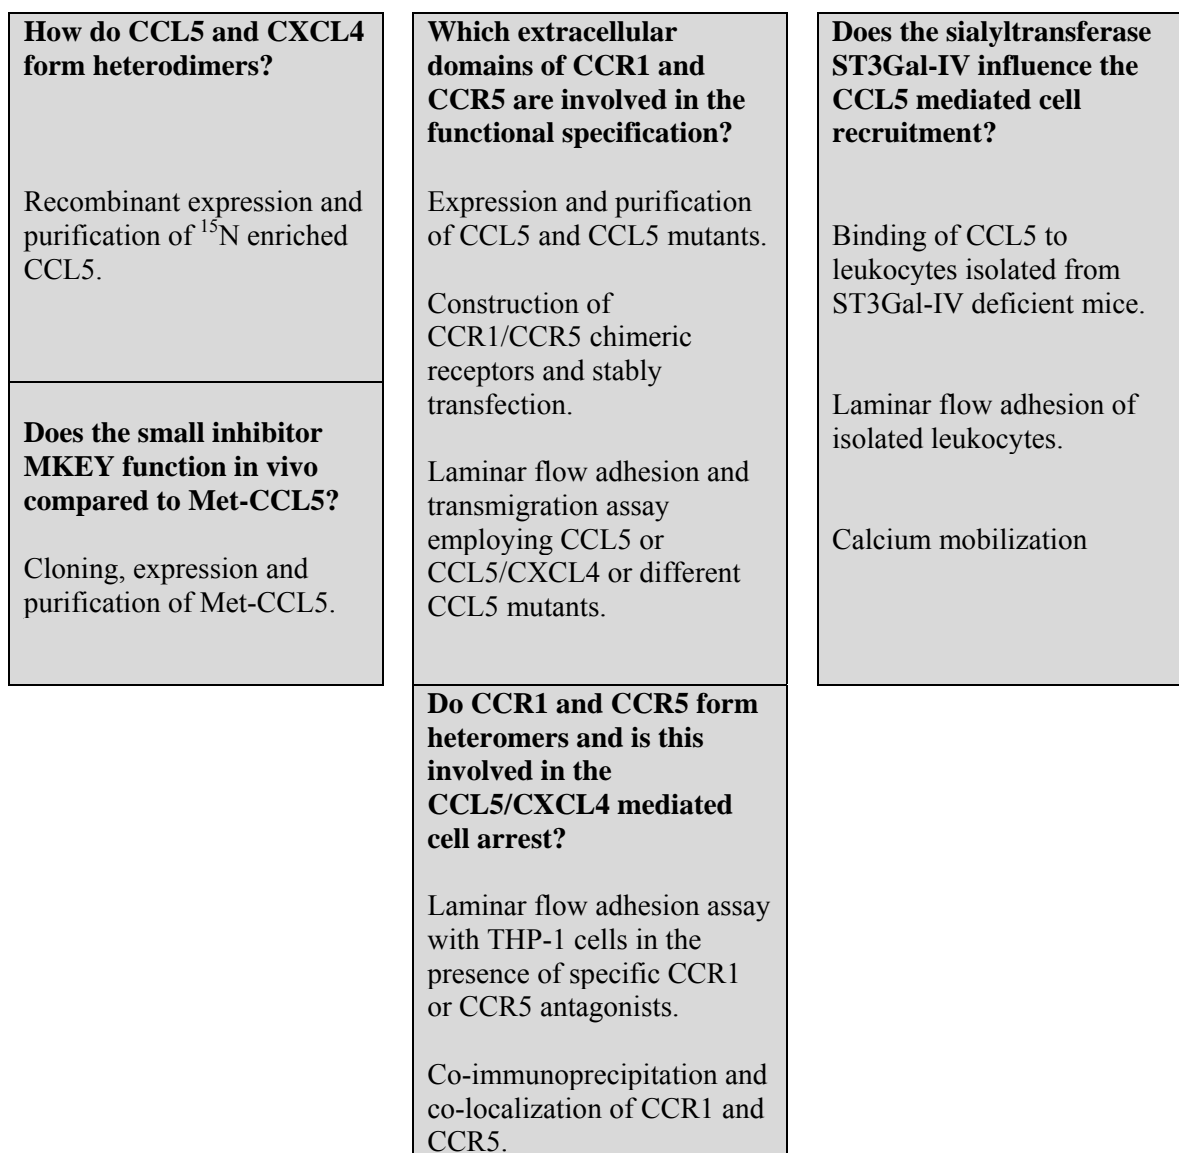 How do CCL5 and CXCL4
form heterodimers?
Recombinant expression and
purification of ¹⁵N enriched
CCL5.
Does the small inhibitor
MKEY function in vivo
compared to Met-CCL5?
Cloning, expression and
purification of Met-CCL5.
Which extracellular
domains of CCR1 and
CCR5 are involved in the
functional specification?
Expression and purification
of CCL5 and CCL5 mutants.
Construction of
CCR1/CCR5 chimeric
receptors and stably
transfection.
Laminar flow adhesion and
transmigration assay
employing CCL5 or
CCL5/CXCL4 or different
CCL5 mutants.
Do CCR1 and CCR5 form
heteromers and is this
involved in the
CCL5/CXCL4 mediated
cell arrest?
Laminar flow adhesion assay
with THP-1 cells in the
presence of specific CCR1
or CCR5 antagonists.
Co-immunoprecipitation and
co-localization of CCR1 and
CCR5.
Does the sialyltransferase
ST3Gal-IV influence the
CCL5 mediated cell
recruitment?
Binding of CCL5 to
leukocytes isolated from
ST3Gal-IV deficient mice.
Laminar flow adhesion of
isolated leukocytes.
Calcium mobilization